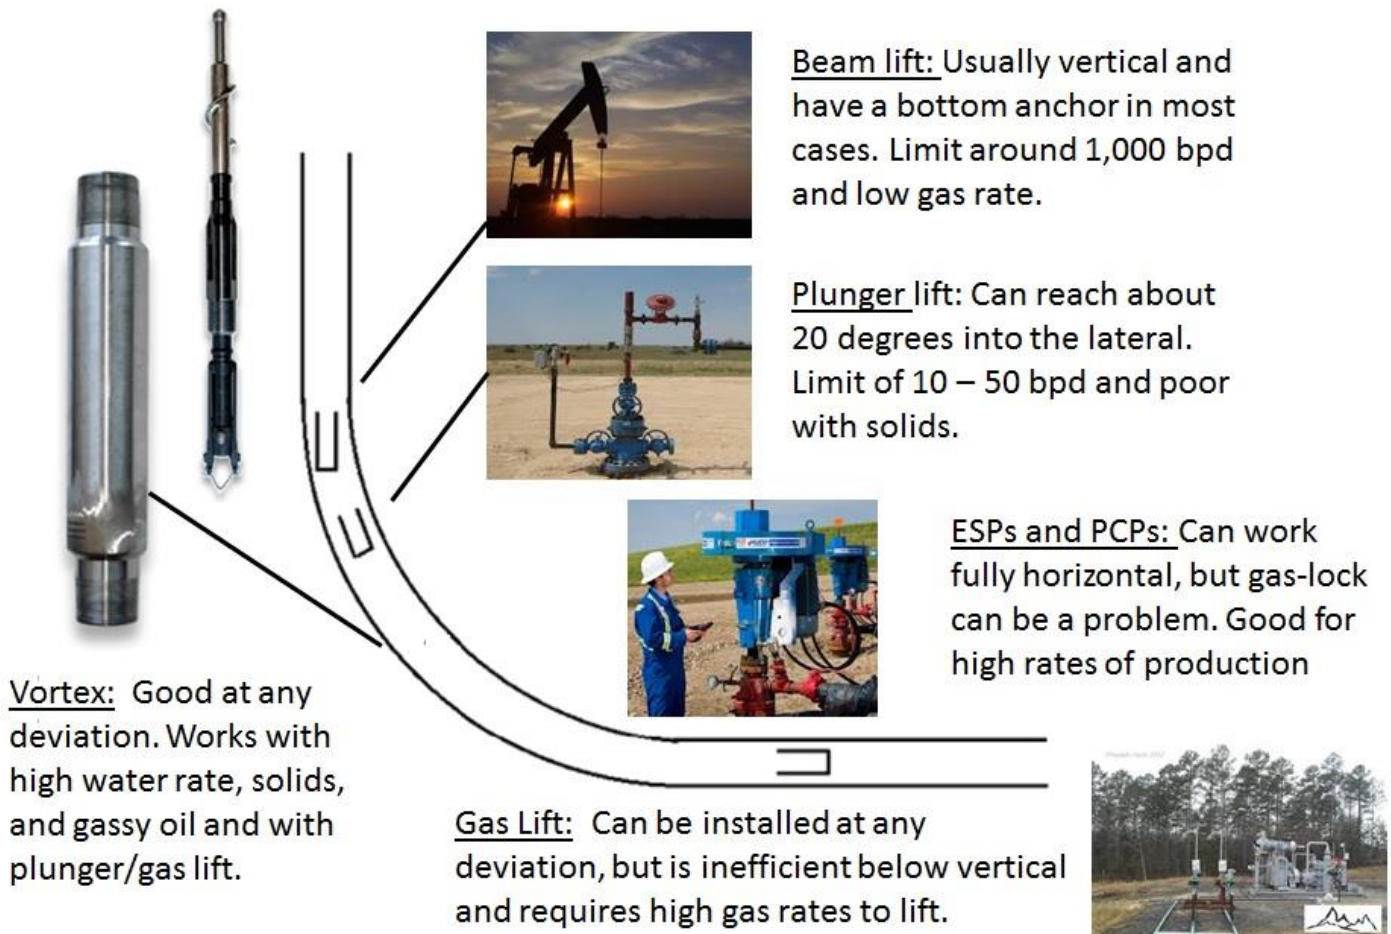 Beam lift: Usually vertical and
have a bottom anchor in most
cases. Limit around 1,000 bpd
and low gas rate.
Plunger lift: Can reach about
20 degrees into the lateral.
Limit of 10 – 50 bpd and poor
with solids.
ESPs and PCPs: Can work
fully horizontal, but gas-lock
can be a problem. Good for
high rates of production
Vortex: Good at any
deviation. Works with
high water rate, solids,
and gassy oil and with
plunger/gas lift.
Gas Lift: Can be installed at any
deviation, but is inefficient below vertical
and requires high gas rates to lift.